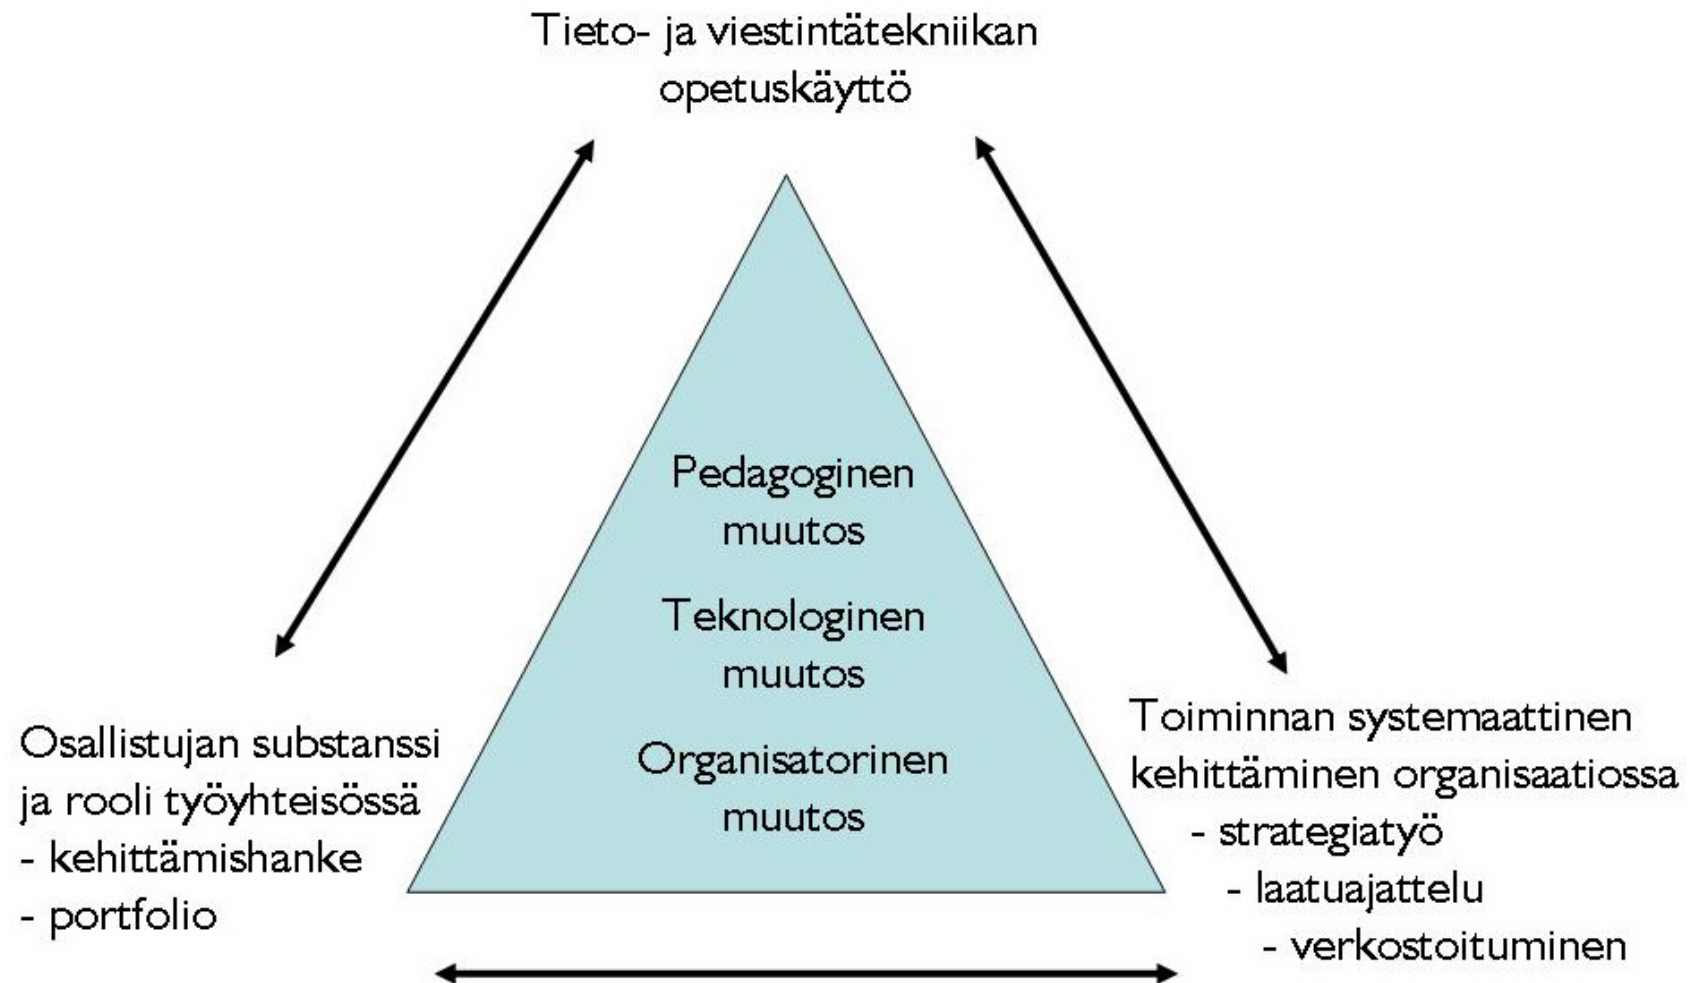 Tieto- ja viestintätekniikan
opetuskäyttö
Pedagoginen
muutos
Teknologinen
muutos
Organisatorinen
muutos
Osallistujan substanssi
ja rooli työyhteisössä
- kehittämishanke
- portfolio
Toiminnan systemaattinen
kehittäminen organisaatiossa
- strategiatyö
- laatuajattelu
- verkostoituminen